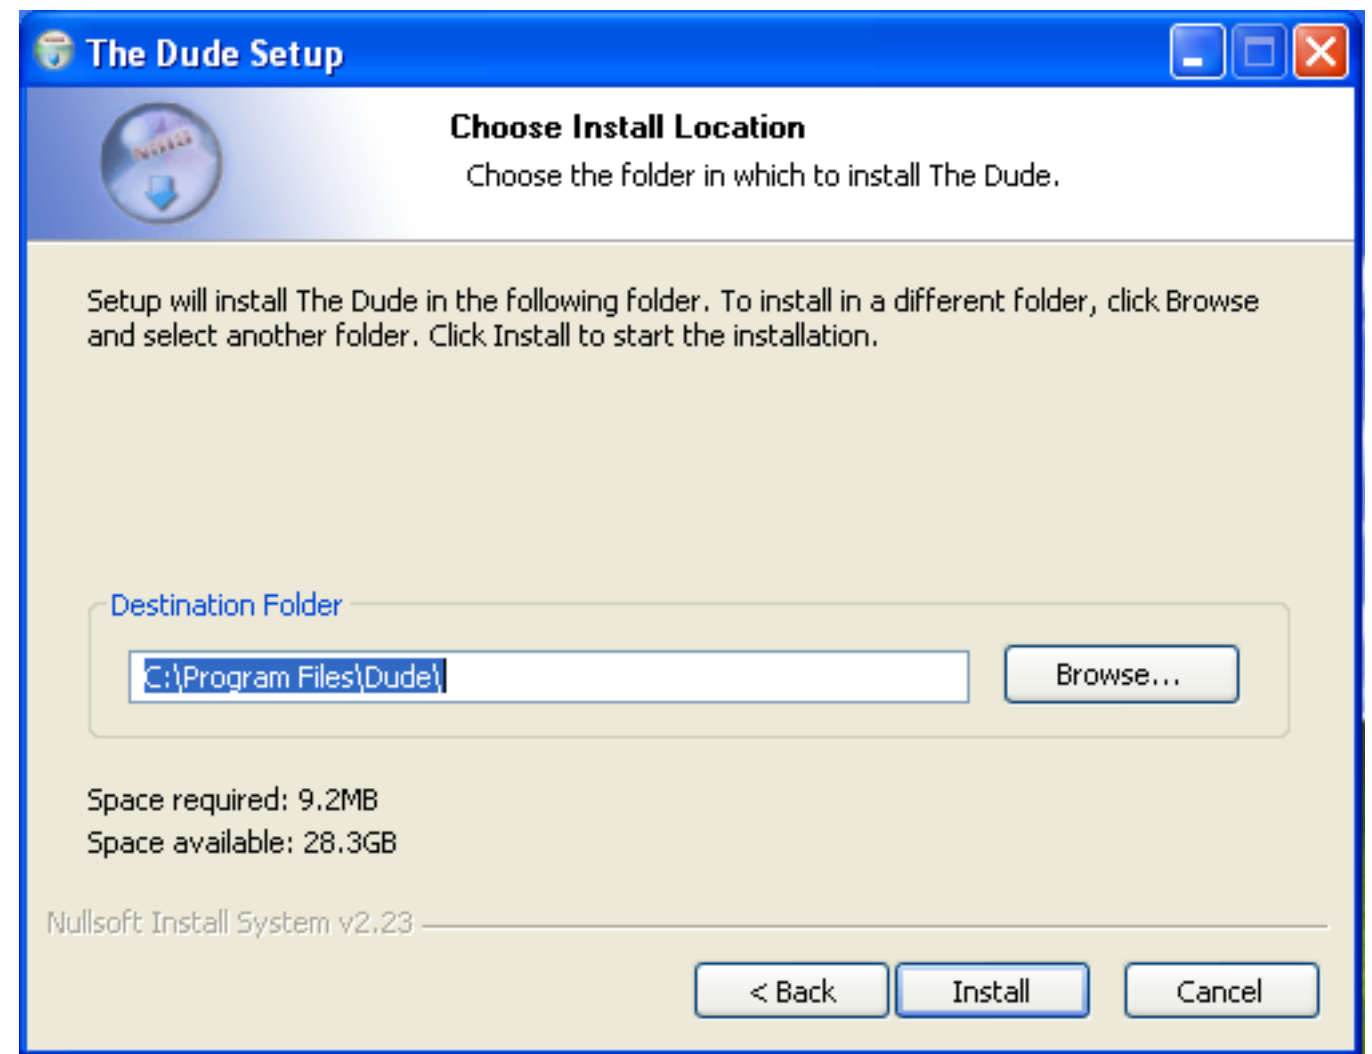 The Dude Setup
NSIS
Choose Install Location
Choose the folder in which to install The Dude.
Setup will install The Dude in the following folder. To install in a different folder, click Browse
and select another folder. Click Install to start the installation.
Destination Folder
C:\Program Files\Dude\
Browse...
Space required: 9.2MB
Space available: 28.3GB
Nullsoft Install System v2.23
< Back
Install
Cancel